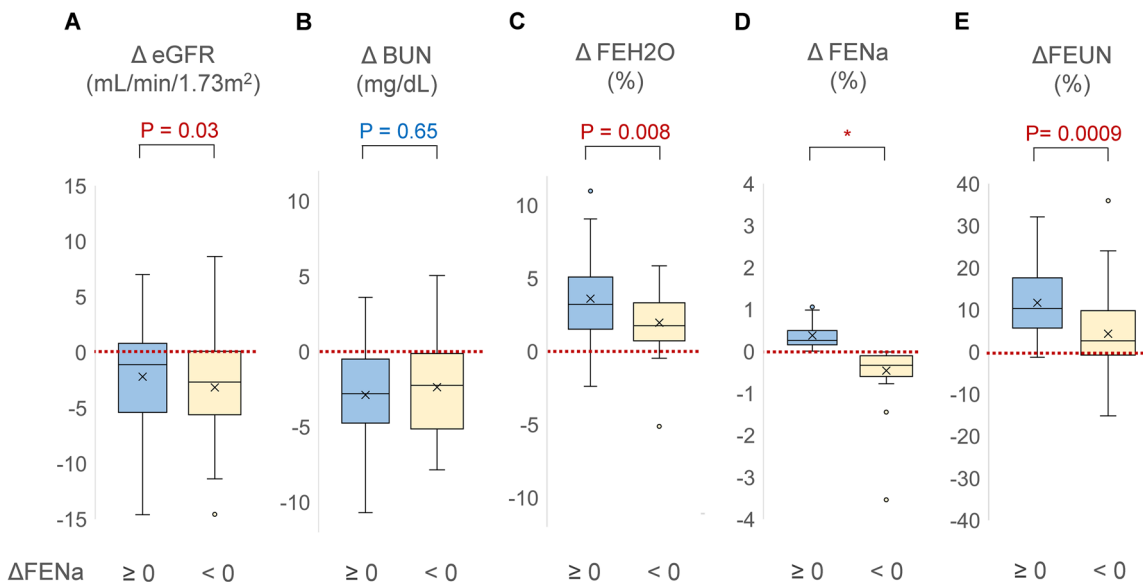 A
Δ eGFR
(mL/min/1.73m²)
P = 0.03
15
10
5
0
-5
-10
-15
B
Δ BUN
(mg/dL)
P = 0.65
10
5
0
-5
-10
C
Δ FEH2O
(%)
P = 0.008
10
5
0
-5
-10
D
Δ FENa
(%)
*
4
3
2
1
0
-1
-2
-3
-4
E
ΔFEUN
(%)
P= 0.0009
40
30
20
10
0
-10
-20
-30
-40
ΔFENa ≥ 0 < 0 ≥ 0 < 0 ≥ 0 < 0 ≥ 0 < 0 ≥ 0 < 0